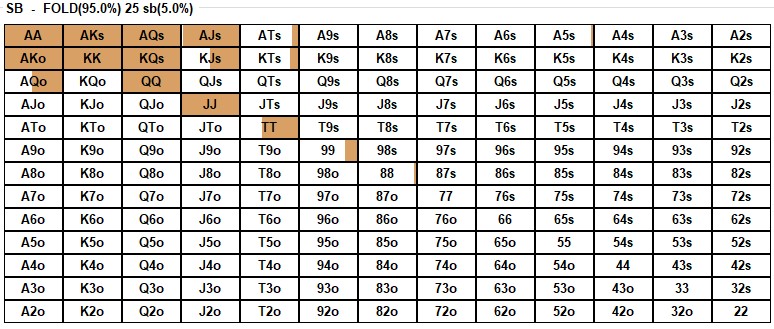 SB - FOLD(95.0%) 25 sb(5.0%)
AA AKs AQs AJs ATs A9s A8s A7s A6s A5s A4s A3s A2s
AKo KK KQs KJs KTs K9s K8s K7s K6s K5s K4s K3s K2s
AQo KQo QQ QJs QTs Q9s Q8s Q7s Q6s Q5s Q4s Q3s Q2s
AJo KJo QJo JJ JTs J9s J8s J7s J6s J5s J4s J3s J2s
ATo KTo QTo JTo TT T9s T8s T7s T6s T5s T4s T3s T2s
A9o K9o Q9o J9o T9o 99 98s 97s 96s 95s 94s 93s 92s
A8o K8o Q8o J8o T8o 98o 88 87s 86s 85s 84s 83s 82s
A7o K7o Q7o J7o T7o 97o 87o 77 76s 75s 74s 73s 72s
A6o K6o Q6o J6o T6o 96o 86o 76o 66 65s 64s 63s 62s
A5o K5o Q5o J5o T5o 95o 85o 75o 65o 55 54s 53s 52s
A4o K4o Q4o J4o T4o 94o 84o 74o 64o 54o 44 43s 42s
A3o K3o Q3o J3o T3o 93o 83o 73o 63o 53o 43o 33 32s
A2o K2o Q2o J2o T2o 92o 82o 72o 62o 52o 42o 32o 22